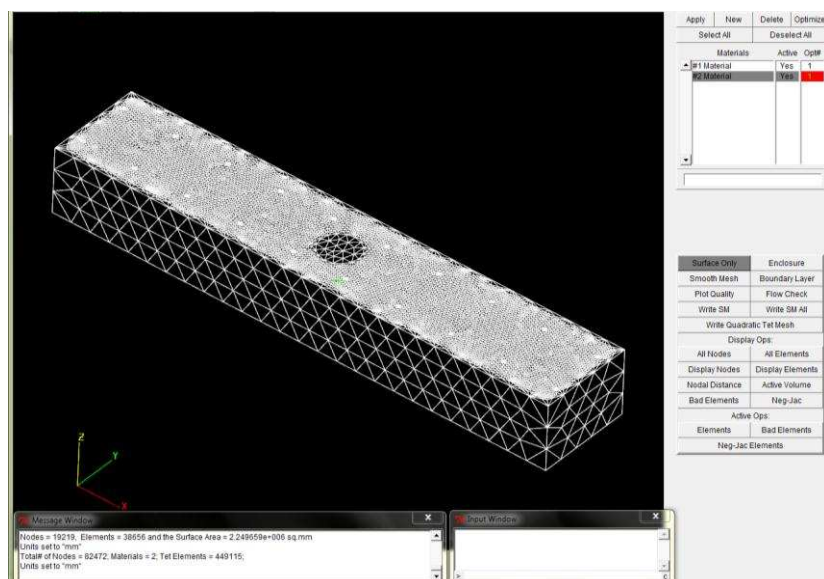 Apply New Delete Optimize
Select All Deselect All
Materials Active Opt#
#1 Material Yes 1
#2 Material Yes 1
Surface Only Enclosure
Smooth Mesh Boundary Layer
Plot Quality Flow Check
Write SM Write SM All
Write Quadratic Tet Mesh
Display Ops:
All Nodes All Elements
Display Nodes Display Elements
Nodal Distance Active Volume
Bad Elements Neg-Jac
Active Ops:
Elements Bad Elements
Neg-Jac Elements
Z
Y
X
Message Window x
Nodes = 19219, Elements = 38656 and the Surface Area = 2.249659e+006 sq.mm
Units set to "mm"
Total# of Nodes = 82472; Materials = 2; Tet Elements = 449115;
Units set to "mm"
Input Window x
> c